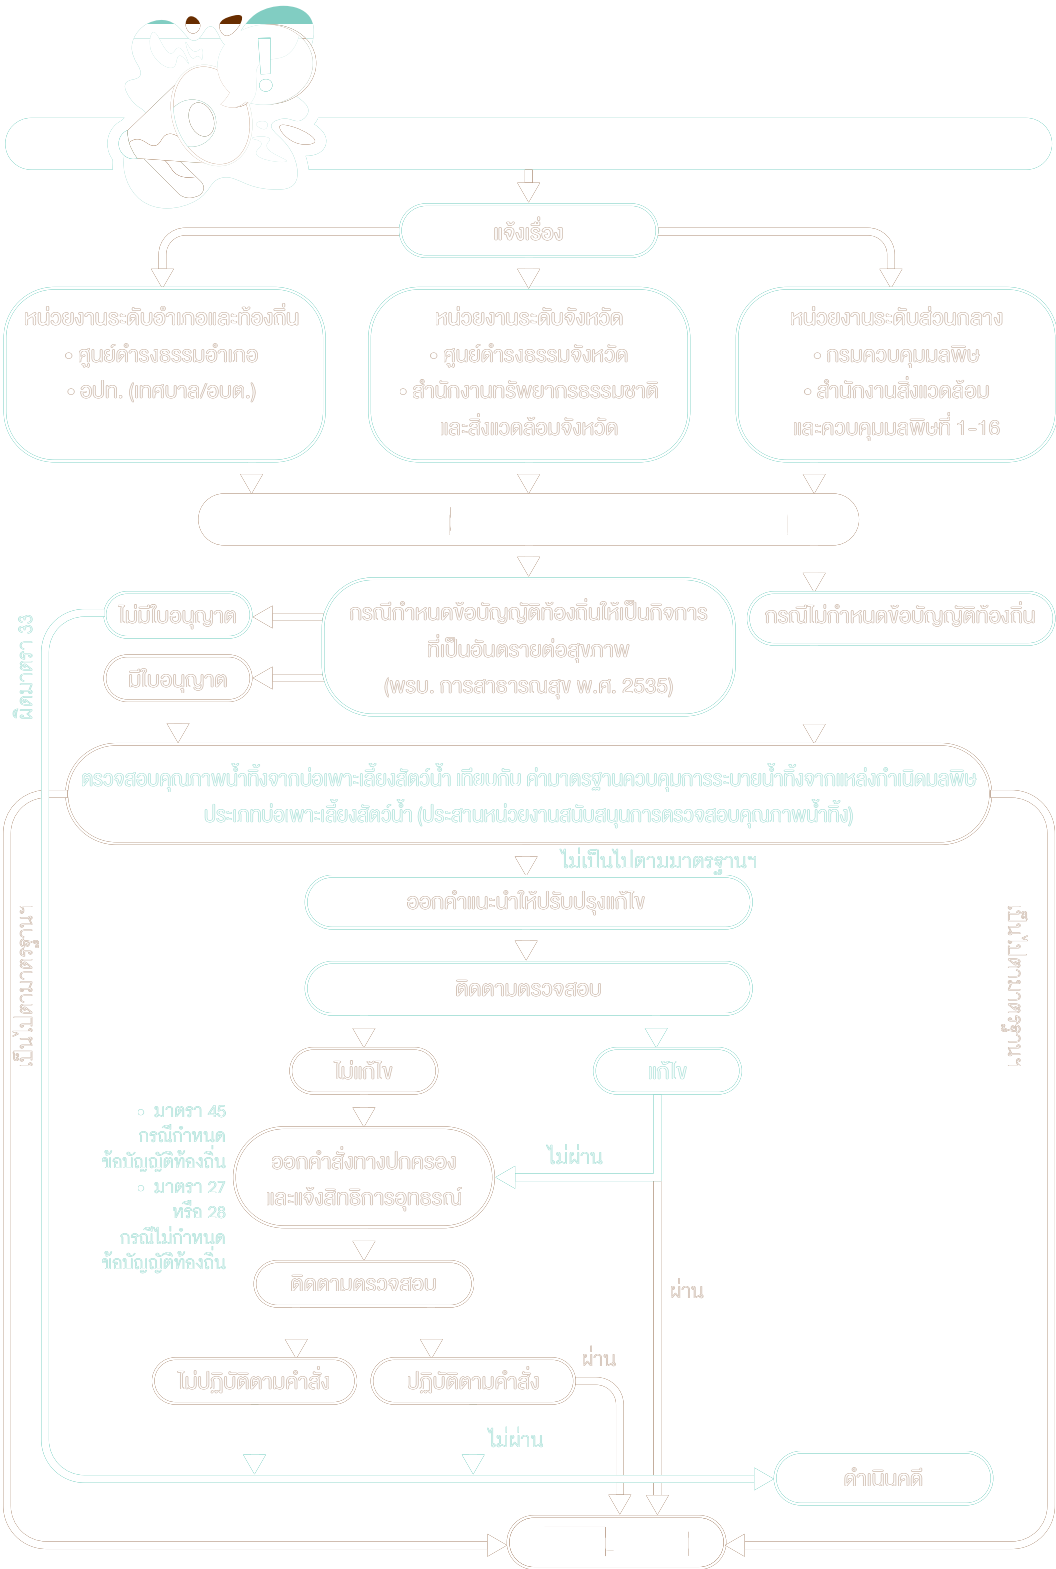 !
แจ้งเรื่อง
หน่วยงานระดับอำเภอและท้องถิ่น
• ศูนย์ดำรงธรรมอำเภอ
• อปท. (เทศบาล/อบต.)
หน่วยงานระดับจังหวัด
• ศูนย์ดำรงธรรมจังหวัด
• สำนักงานทรัพยากรธรรมชาติ
และสิ่งแวดล้อมจังหวัด
หน่วยงานระดับส่วนกลาง
• กรมควบคุมมลพิษ
• สำนักงานสิ่งแวดล้อม
และควบคุมมลพิษที่ 1-16
ไม่มีใบอนุญาต
มีใบอนุญาต
กรณีกำหนดข้อบัญญัติท้องถิ่นให้เป็นกิจการ
ที่เป็นอันตรายต่อสุขภาพ
(พรบ. การสาธารณสุข พ.ศ. 2535)
กรณีไม่กำหนดข้อบัญญัติท้องถิ่น
ผิดมาตรา 33
ตรวจสอบคุณภาพน้ำทิ้งจากบ่อเพาะเลี้ยงสัตว์น้ำ เทียบกับ ค่ามาตรฐานควบคุมการระบายน้ำทิ้งจากแหล่งกำเนิดมลพิษ
ประเภทบ่อเพาะเลี้ยงสัตว์น้ำ (ประสานหน่วยงานสนับสนุนการตรวจสอบคุณภาพน้ำทิ้ง)
ไม่เป็นไปตามมาตรฐานฯ
ออกคำแนะนำให้ปรับปรุงแก้ไข
เป็นไปตามาตรฐานฯ
เป็นไปตามาตรฐานฯ
ติดตามตรวจสอบ
ไม่แก้ไข
แก้ไข
• มาตรา 45
กรณีกำหนด
ข้อบัญญัติท้องถิ่น
• มาตรา 27
หรือ 28
กรณีไม่กำหนด
ข้อบัญญัติท้องถิ่น
ออกคำสั่งทางปกครอง
และแจ้งสิทธิการอุทธรณ์
ไม่ผ่าน
ติดตามตรวจสอบ
ผ่าน
ไม่ปฏิบัติตามคำสั่ง
ปฏิบัติตามคำสั่ง
ผ่าน
ไม่ผ่าน
ดำเนินคดี